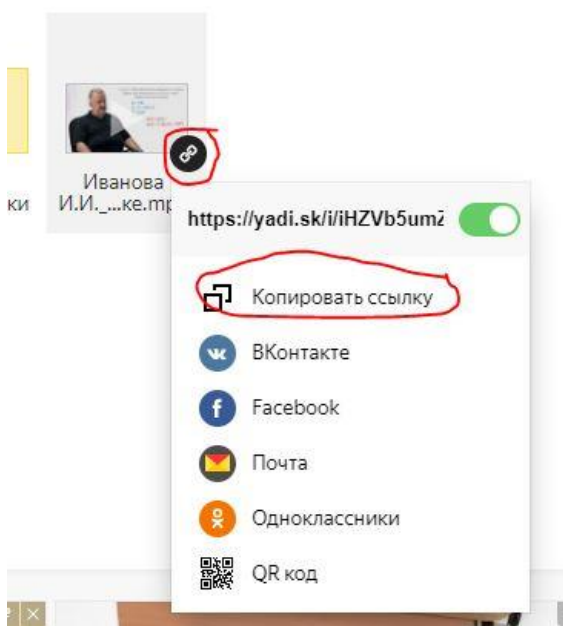 Иванова
ки И.И._...ке.mp
https://yadi.sk/i/iHZVb5umZ
Копировать ссылку
ВКонтакте
Facebook
Почта
Одноклассники
QR код